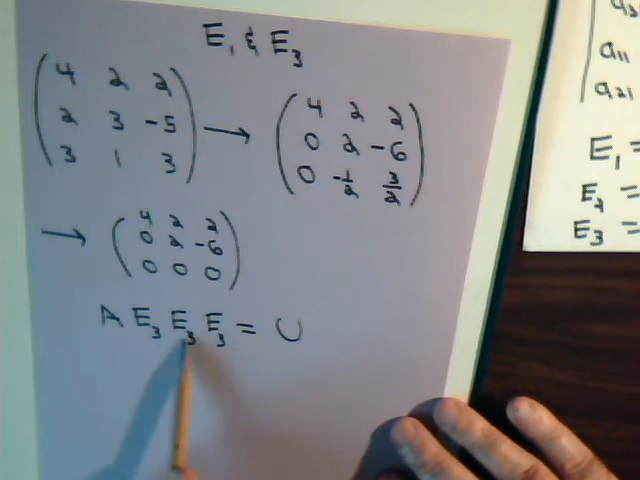 E₁ & E₃
4 2 2
2 3 -5
3 1 3
→
4 2 2
0 2 -6
0 -1/2 3/2
→
4 2 2
0 2 -6
0 0 0
A E₃ E₃ E₃ = U
a₁₁
a₂₁
E₁ =
E₂ =
E₃ =